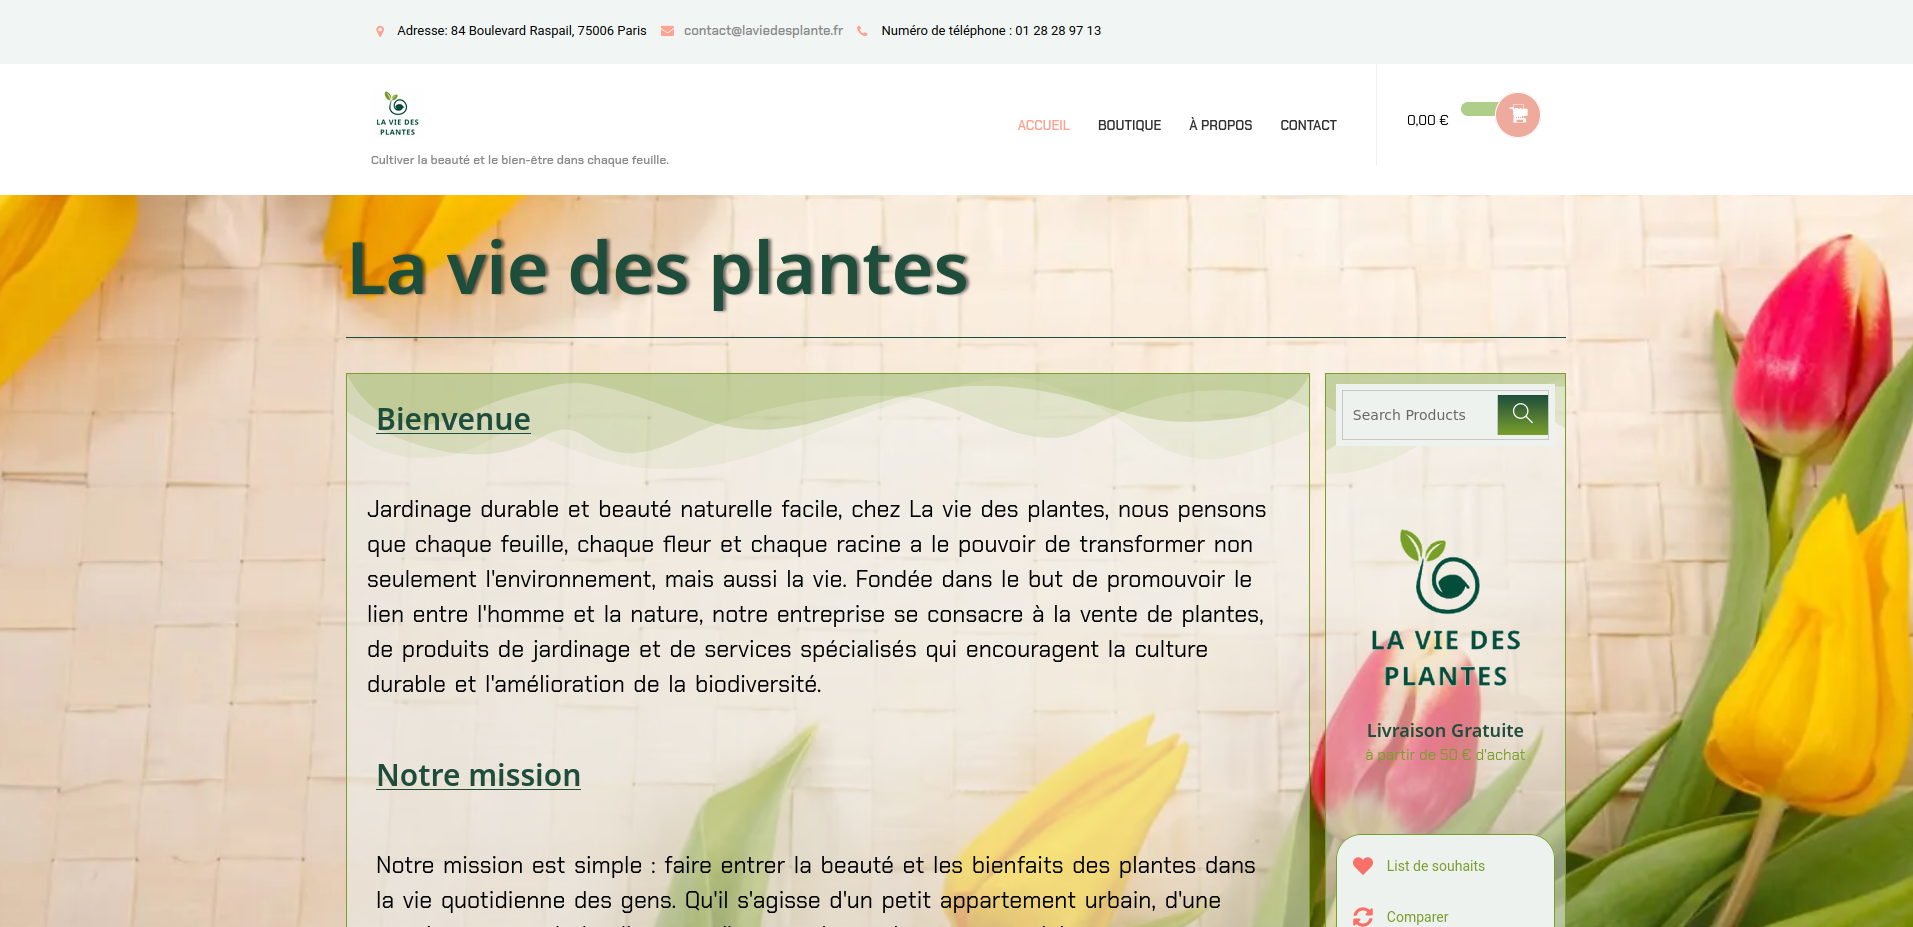 Adresse: 84 Boulevard Raspail, 75006 Paris contact@laviedesplante.fr Numéro de téléphone : 01 28 28 97 13
LA VIE DES
PLANTES
Cultiver la beauté et le bien-être dans chaque feuille.
ACCUEIL BOUTIQUE À PROPOS CONTACT
0,00 €
La vie des plantes
Bienvenue
Jardinage durable et beauté naturelle facile, chez La vie des plantes, nous pensons
que chaque feuille, chaque fleur et chaque racine a le pouvoir de transformer non
seulement l'environnement, mais aussi la vie. Fondée dans le but de promouvoir le
lien entre l'homme et la nature, notre entreprise se consacre à la vente de plantes,
de produits de jardinage et de services spécialisés qui encouragent la culture
durable et l'amélioration de la biodiversité.
Notre mission
Notre mission est simple : faire entrer la beauté et les bienfaits des plantes dans
la vie quotidienne des gens. Qu'il s'agisse d'un petit appartement urbain, d'une
Search Products
LA VIE DES
PLANTES
Livraison Gratuite
à partir de 50 € d'achat
List de souhaits
Comparer